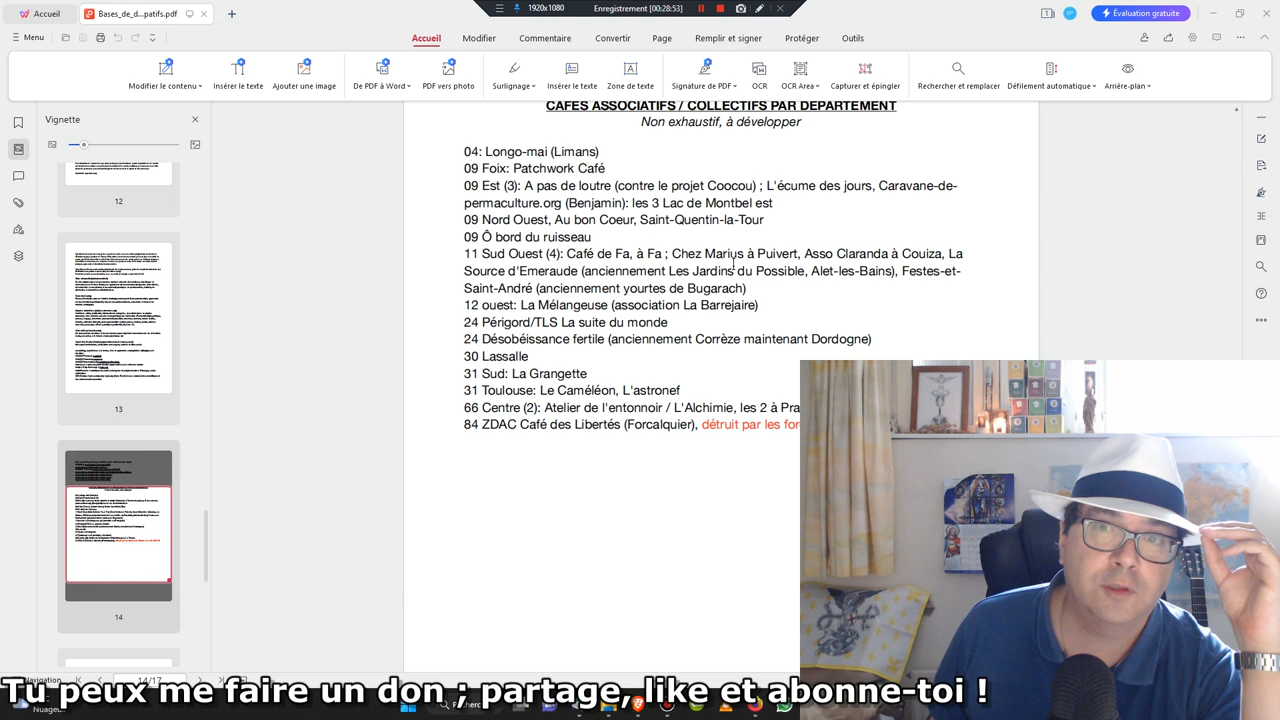 Accueil
Bases_de_d... patifs.pdf
1920x1080
Enregistrement [00:28:53]
Évaluation gratuite
Menu
Accueil
Modifier
Commentaire
Convertir
Page
Remplir et signer
Protéger
Outils
Modifier le contenu
Insérer le texte
Ajouter une image
De PDF à Word
PDF vers photo
Surlignage
Insérer le texte
Zone de texte
Signature de PDF
OCR
OCR Area
Capturer et épingler
Rechercher et remplacer
Défilement automatique
Arrière-plan
Vignette
12
13
14
CAFES ASSOCIATIFS / COLLECTIFS PAR DEPARTEMENT
Non exhaustif, à développer
04: Longo-mai (Limans)
09 Foix: Patchwork Café
09 Est (3): A pas de loutre (contre le projet Coocou) ; L'écume des jours, Caravane-de-
permaculture.org (Benjamin): les 3 Lac de Montbel est
09 Nord Ouest, Au bon Coeur, Saint-Quentin-la-Tour
09 Ô bord du ruisseau
11 Sud Ouest (4): Café de Fa, à Fa ; Chez Marius à Puivert, Asso Claranda à Couiza, La
Source d'Emeraude (anciennement Les Jardins du Possible, Alet-les-Bains), Festes-et-
Saint-André (anciennement yourtes de Bugarach)
12 ouest: La Mélangeuse (association La Barrejaire)
24 Périgord/TLS La suite du monde
24 Désobéissance fertile (anciennement Corrèze maintenant Dordogne)
30 Lassalle
31 Sud: La Grangette
31 Toulouse: Le Caméléon, L'astronef
66 Centre (2): Atelier de l'entonnoir / L'Alchimie, les 2 à Pra
84 ZDAC Café des Libertés (Forcalquier), détruit par les for
Tu peux me faire un don ; partage, like et abonne-toi !